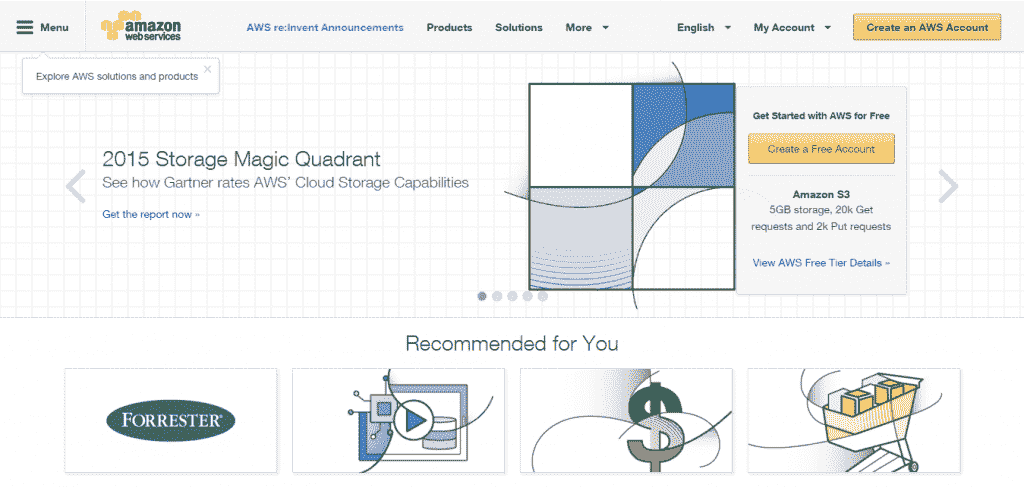 Menu
amazon
webservices
AWS re:Invent Announcements
Products
Solutions
More
English
My Account
Create an AWS Account
Explore AWS solutions and products
2015 Storage Magic Quadrant
See how Gartner rates AWS' Cloud Storage Capabilities
Get the report now »
Get Started with AWS for Free
Create a Free Account
Amazon S3
5GB storage, 20k Get
requests and 2k Put requests
View AWS Free Tier Details »
Recommended for You
FORRESTER®